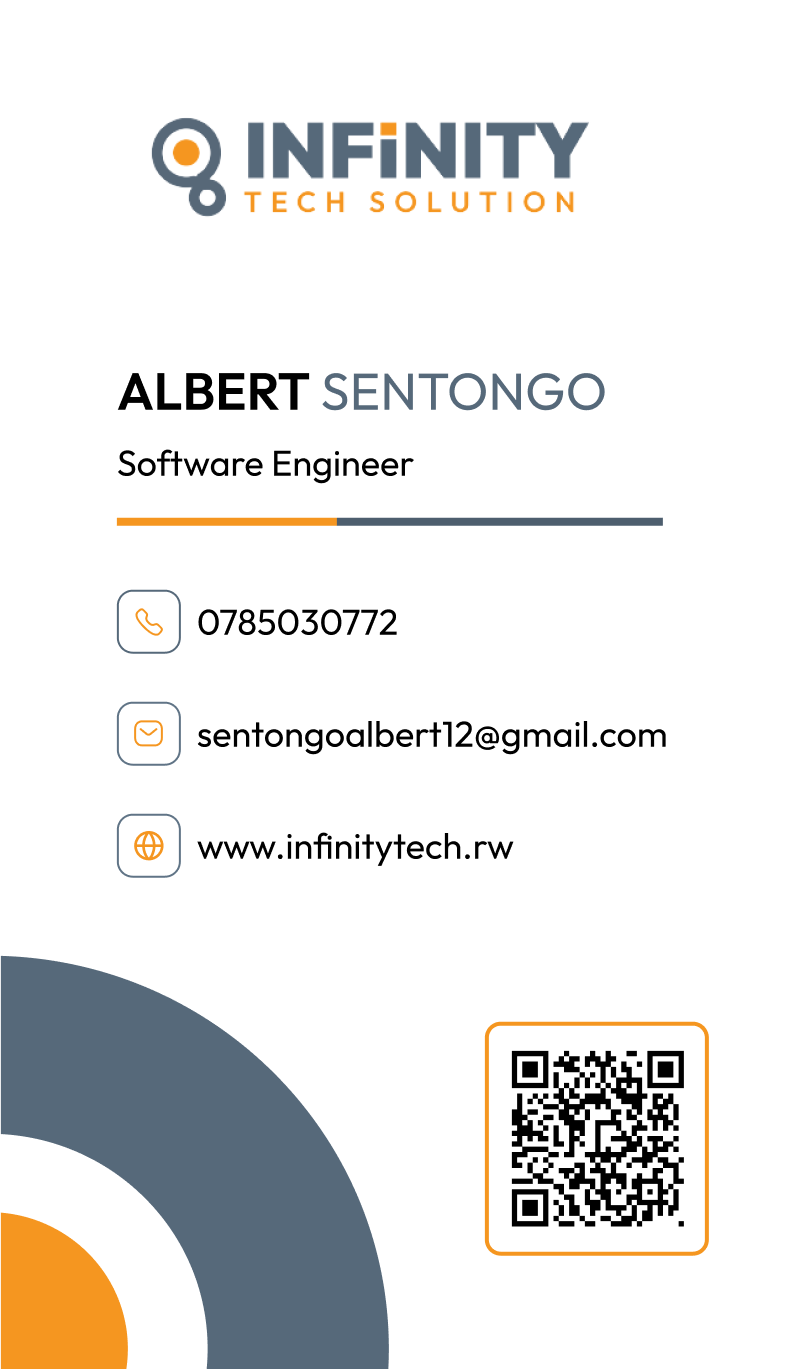 INFINITY
TECH SOLUTION
ALBERT SENTONGO
Software Engineer
0785030772
sentongoalbert12@gmail.com
www.infinitytech.rw